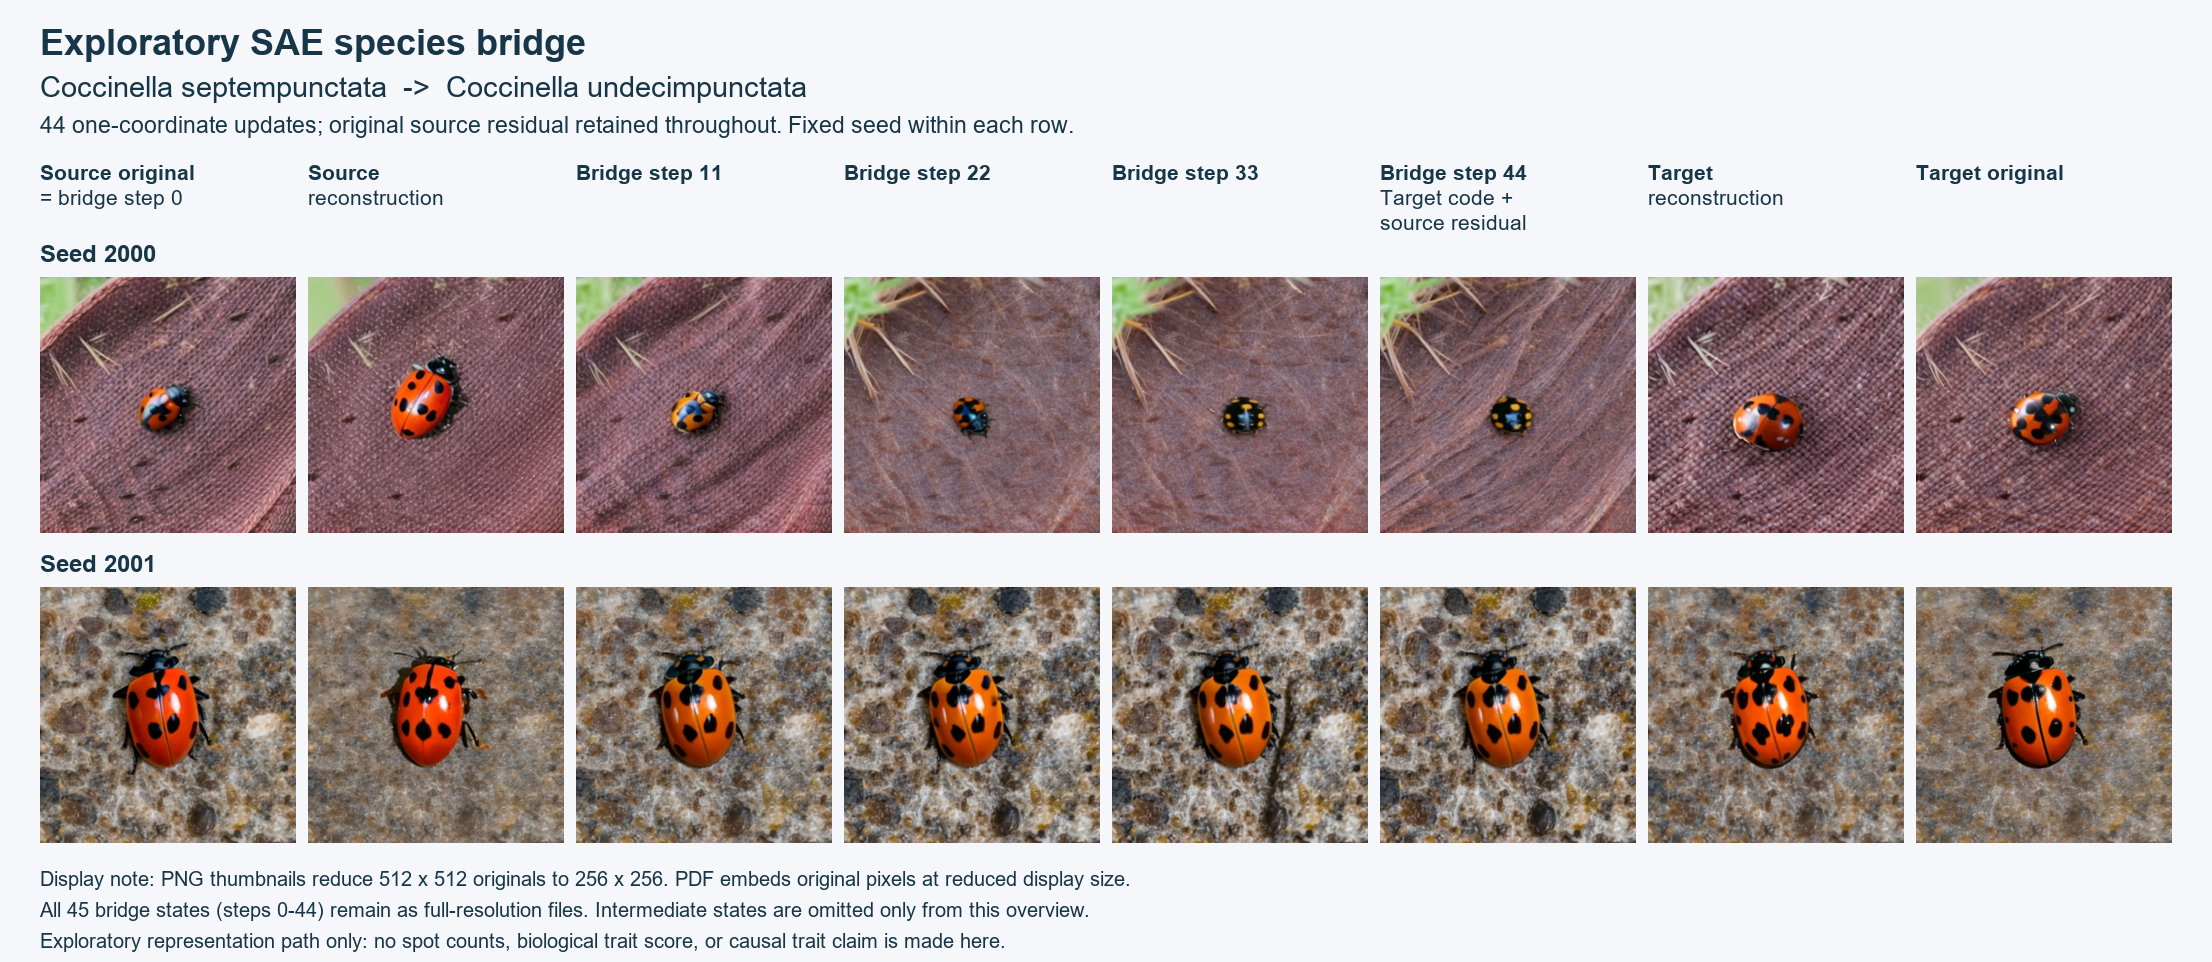 Exploratory SAE species bridge
Coccinella septempunctata -> Coccinella undecimpunctata
44 one-coordinate updates; original source residual retained throughout. Fixed seed within each row.
Source original
= bridge step 0
Source
reconstruction
Bridge step 11
Bridge step 22
Bridge step 33
Bridge step 44
Target code +
source residual
Target
reconstruction
Target original
Seed 2000
Seed 2001
Display note: PNG thumbnails reduce 512 x 512 originals to 256 x 256. PDF embeds original pixels at reduced display size.
All 45 bridge states (steps 0-44) remain as full-resolution files. Intermediate states are omitted only from this overview.
Exploratory representation path only: no spot counts, biological trait score, or causal trait claim is made here.